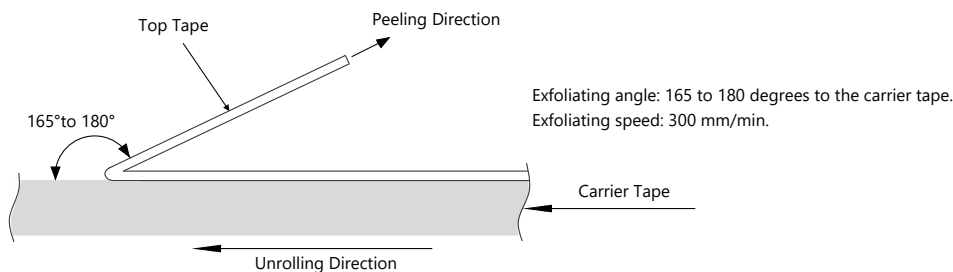 Top Tape
Peeling Direction
165°to 180°
Exfoliating angle: 165 to 180 degrees to the carrier tape.
Exfoliating speed: 300 mm/min.
Carrier Tape
Unrolling Direction